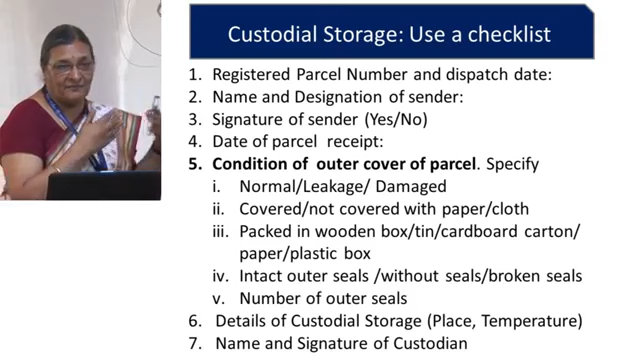 Custodial Storage: Use a checklist
1. Registered Parcel Number and dispatch date:
2. Name and Designation of sender:
3. Signature of sender (Yes/No)
4. Date of parcel receipt:
5. Condition of outer cover of parcel. Specify
i. Normal/Leakage/ Damaged
ii. Covered/not covered with paper/cloth
iii. Packed in wooden box/tin/cardboard carton/
paper/plastic box
iv. Intact outer seals /without seals/broken seals
v. Number of outer seals
6. Details of Custodial Storage (Place, Temperature)
7. Name and Signature of Custodian